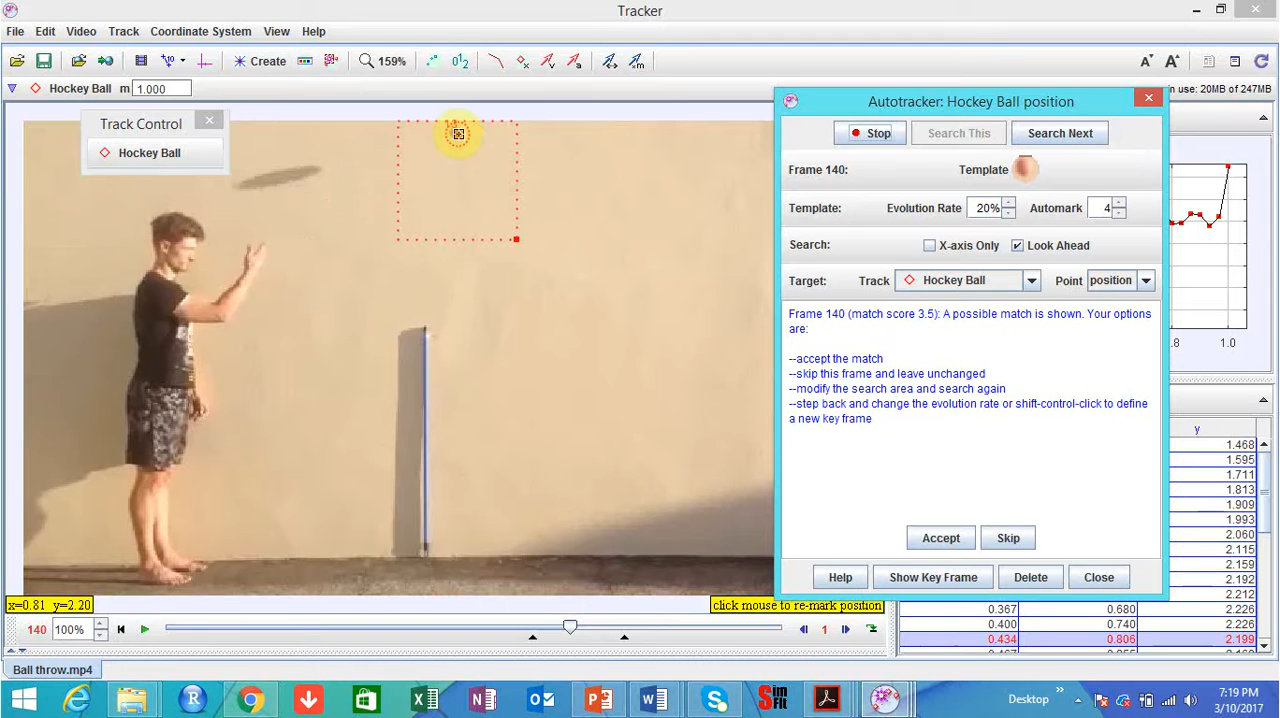 Tracker
File Edit Video Track Coordinate System View Help
Create 159%
Hockey Ball m 1.000
in use: 20MB of 247MB
Track Control
Hockey Ball
Autotracker: Hockey Ball position
Stop Search This Search Next
Frame 140: Template
Template: Evolution Rate 20% Automark 4
Search: X-axis Only Look Ahead
Target: Track Hockey Ball Point position
Frame 140 (match score 3.5): A possible match is shown. Your options
are:
--accept the match
--skip this frame and leave unchanged
--modify the search area and search again
--step back and change the evolution rate or shift-control-click to define
a new key frame
Accept Skip
Help Show Key Frame Delete Close
.8 1.0
y
1.468
1.595
1.813
1.909
1.993
2.060
2.115
2.159
2.192
2.212
0.367 0.680 2.226
0.400 0.740 2.226
0.434 0.806 2.199
x=0.81 y=2.20
click mouse to re-mark position
140 100% 1
Ball throw.mp4
Desktop
7:19 PM
3/10/2017